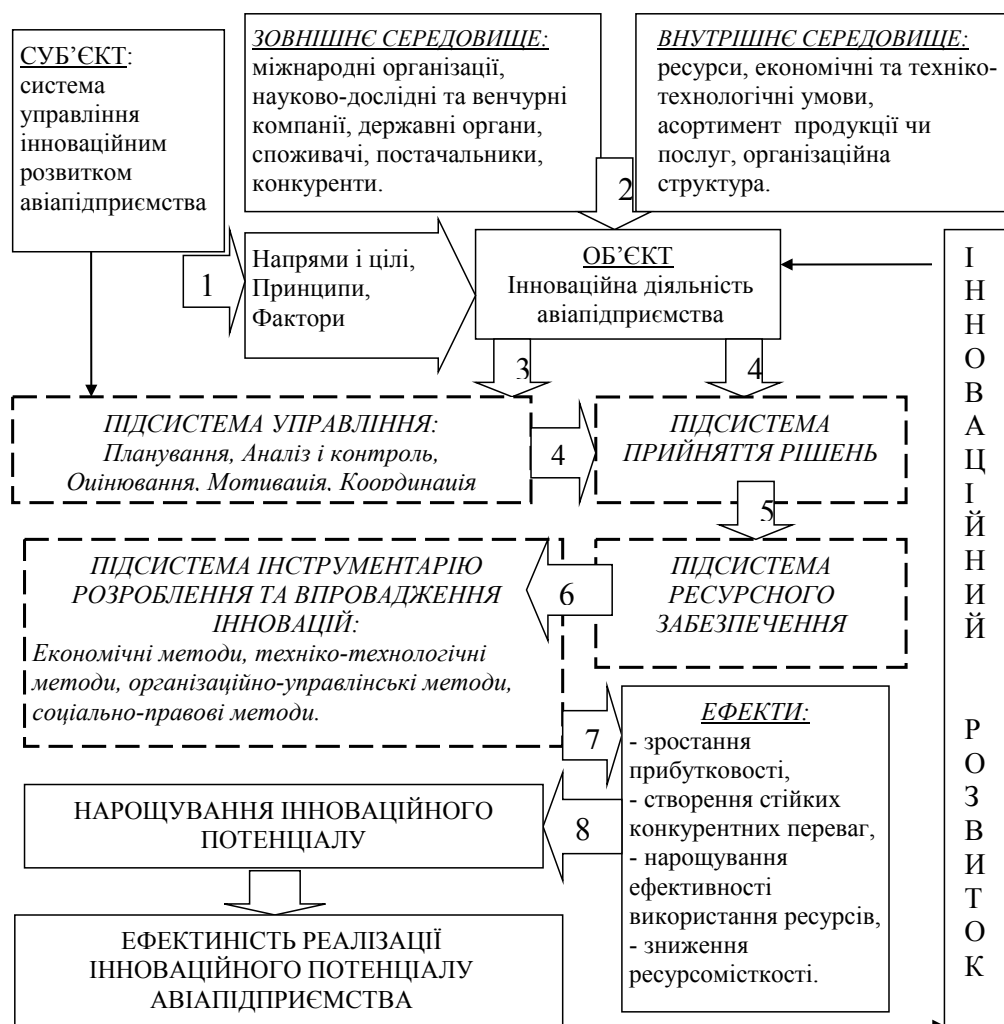 СУБ’ЄКТ:
система
управління
інноваційним
розвитком
авіапідприємства
ЗОВНІШНЄ СЕРЕДОВИЩЕ:
міжнародні організації,
науково-дослідні та венчурні
компанії, державні органи,
споживачі, постачальники,
конкуренти.
ВНУТРІШНЄ СЕРЕДОВИЩЕ:
ресурси, економічні та техніко-
технологічні умови,
асортимент продукції чи
послуг, організаційна
структура.
2
1
Напрями і цілі,
Принципи,
Фактори
ОБ’ЄКТ
Інноваційна діяльність
авіапідприємства
3
4
ПІДСИСТЕМА УПРАВЛІННЯ:
Планування, Аналіз і контроль,
Оцінювання, Мотивація, Координація
4
ПІДСИСТЕМА
ПРИЙНЯТТЯ РІШЕНЬ
5
ПІДСИСТЕМА ІНСТРУМЕНТАРІЮ
РОЗРОБЛЕННЯ ТА ВПРОВАДЖЕННЯ
ІННОВАЦІЙ:
Економічні методи, техніко-технологічні
методи, організаційно-управлінські методи,
соціально-правові методи.
6
ПІДСИСТЕМА
РЕСУРСНОГО
ЗАБЕЗПЕЧЕННЯ
7
ЕФЕКТИ:
- зростання
прибутковості,
- створення стійких
конкурентних переваг,
- нарощування
ефективності
використання ресурсів,
- зниження
ресурсомісткості.
8
НАРОЩУВАННЯ ІННОВАЦІЙНОГО
ПОТЕНЦІАЛУ
ЕФЕКТИНІСТЬ РЕАЛІЗАЦІЇ
ІННОВАЦІЙНОГО ПОТЕНЦІАЛУ
АВІАПІДПРИЄМСТВА
ІННОВАЦІЙНИЙ РОЗВИТОК